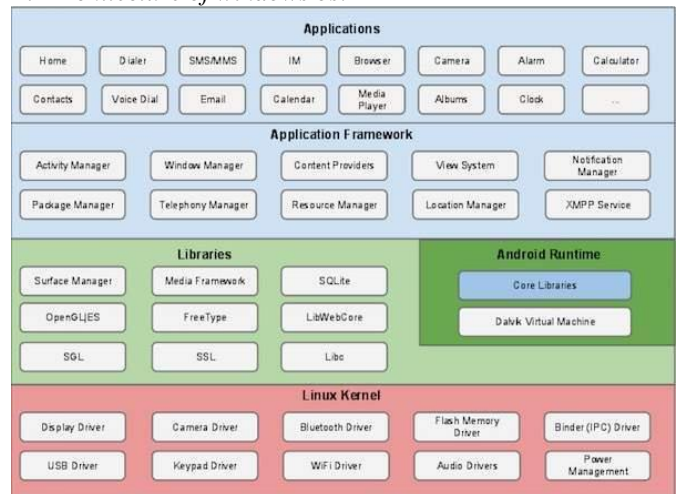 Applications
Home Dialer SMS/MMS IM Browser Camera Alarm Calculator
Contacts Voice Dial Email Calendar Media Player Albums Clock ...
Application Framework
Activity Manager Window Manager Content Providers View System Notification Manager
Package Manager Telephony Manager Resource Manager Location Manager XMPP Service
Libraries
Surface Manager Media Framework SQLite
OpenGL|ES FreeType LibWebCore
SGL SSL Libc
Android Runtime
Core Libraries
Dalvik Virtual Machine
Linux Kernel
Display Driver Camera Driver Bluetooth Driver Flash Memory Driver Binder (IPC) Driver
USB Driver Keypad Driver WiFi Driver Audio Drivers Power Management